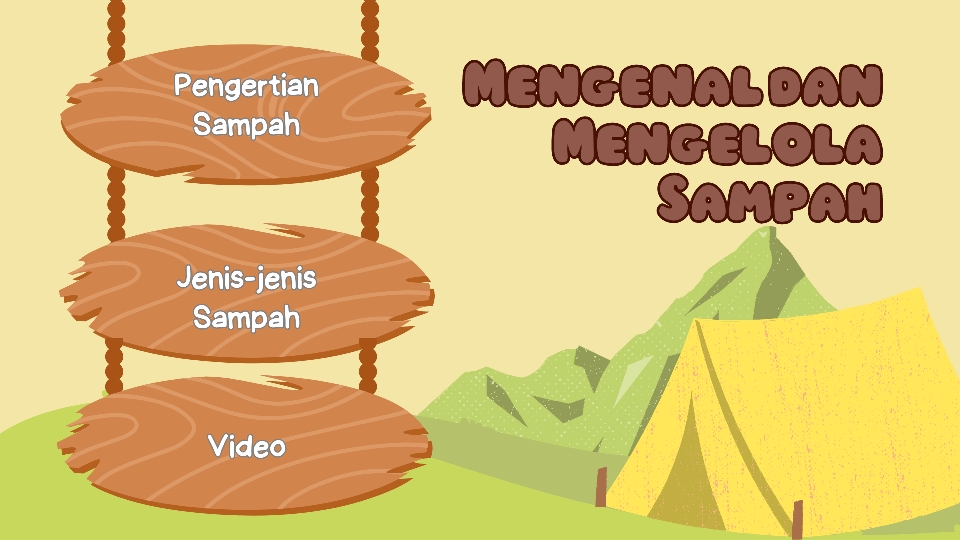 MENGENAL DAN
MENGELOLA
SAMPAH
Pengertian
Sampah
Jenis-jenis
Sampah
Video